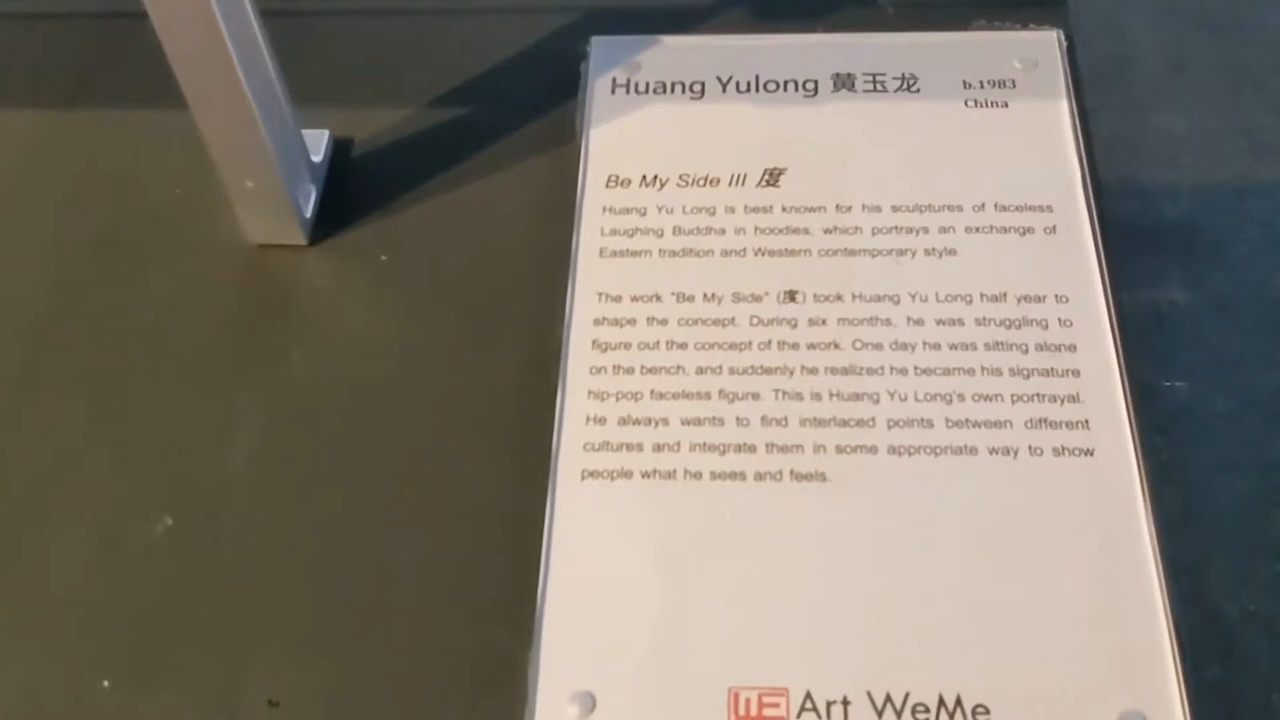 Huang Yulong 黄玉龙 b.1983
China
Be My Side III 度
Huang Yu Long is best known for his sculptures of faceless
Laughing Buddha in hoodies, which portrays an exchange of
Eastern tradition and Western contemporary style.
The work "Be My Side" (度) took Huang Yu Long half year to
shape the concept. During six months, he was struggling to
figure out the concept of the work. One day he was sitting alone
on the bench, and suddenly he realized he became his signature
hip-pop faceless figure. This is Huang Yu Long's own portrayal.
He always wants to find interlaced points between different
cultures and integrate them in some appropriate way to show
people what he sees and feels.
WE Art WeMe